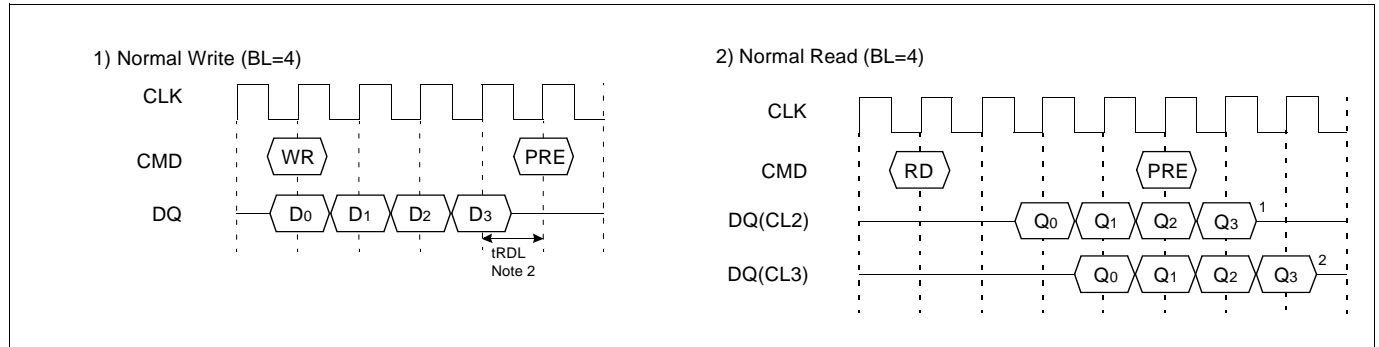 1) Normal Write (BL=4)
CLK
CMD
WR
PRE
DQ
D0
D1
D2
D3
tRDL
Note 2
2) Normal Read (BL=4)
CLK
CMD
RD
PRE
DQ(CL2)
Q0
Q1
Q2
Q3
1
DQ(CL3)
Q0
Q1
Q2
Q3
2